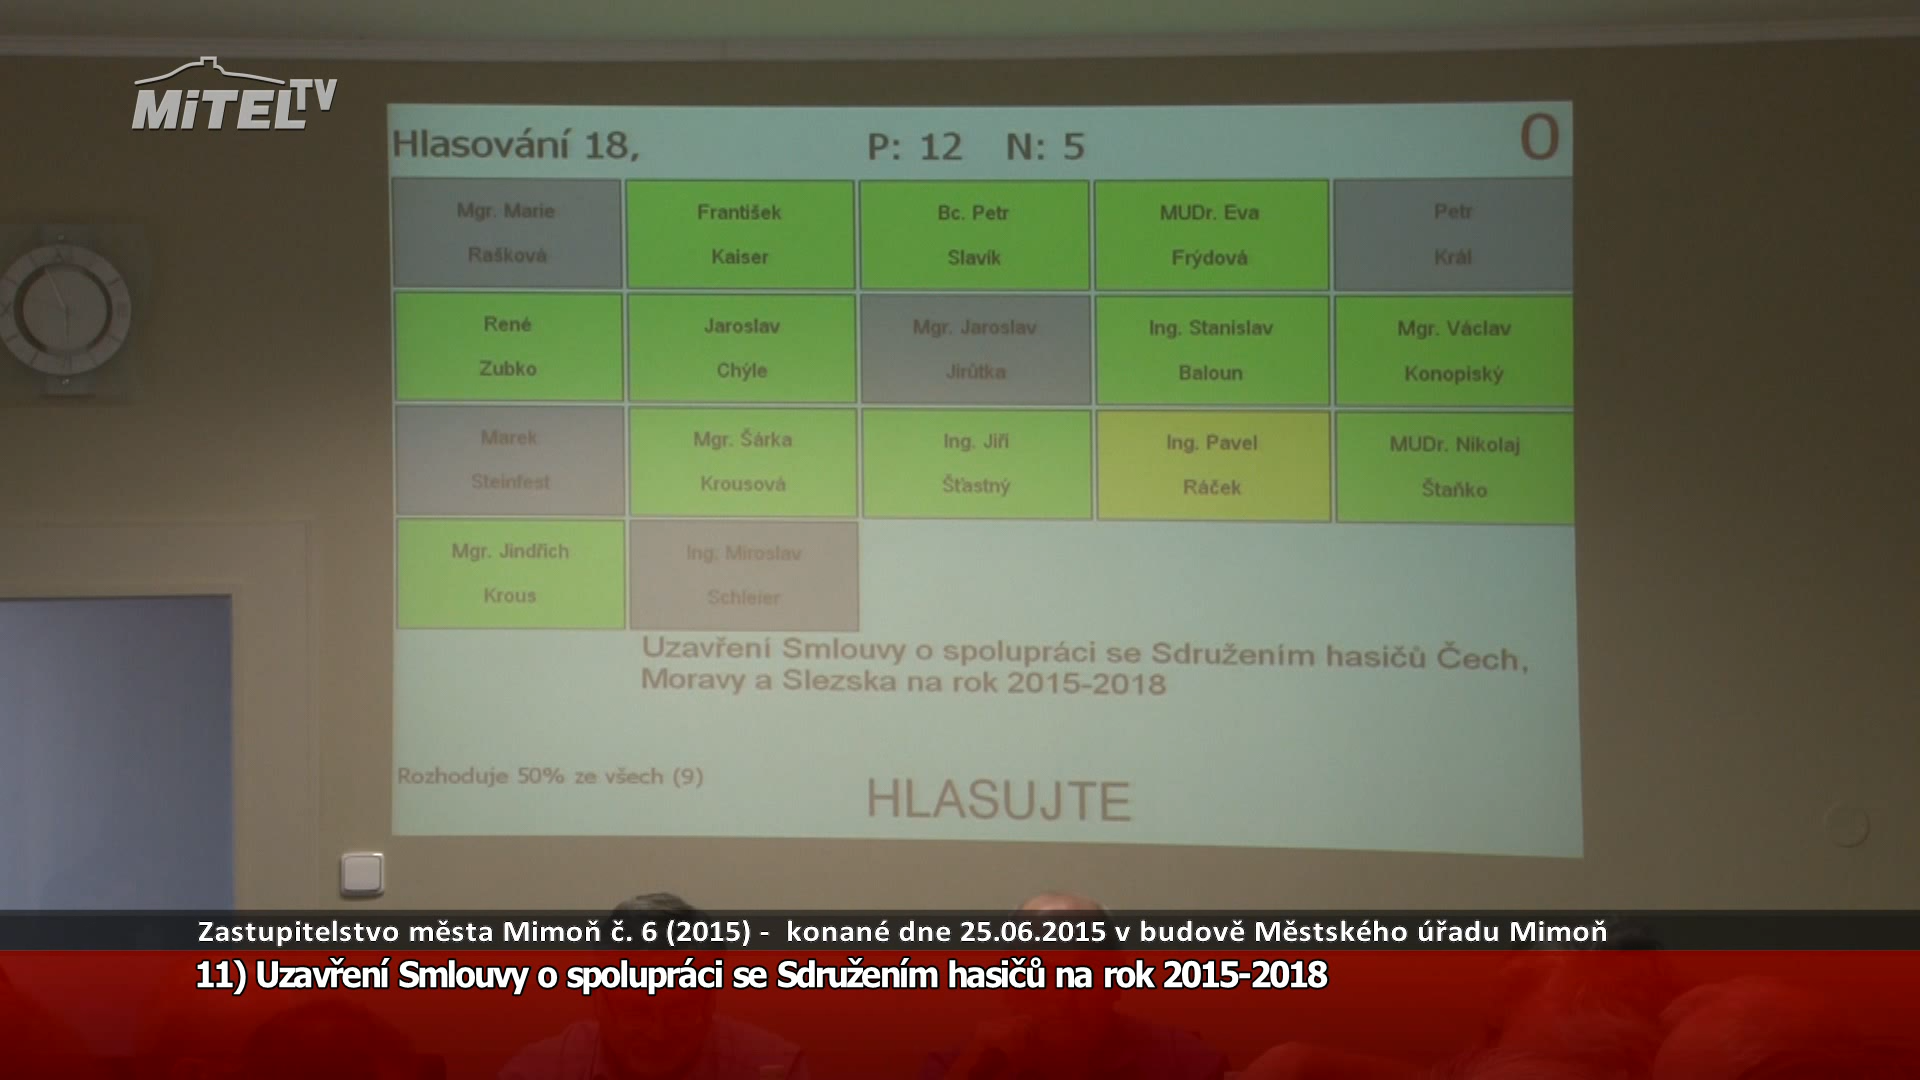 MiTEL TV
Hlasování 18,
P: 12 N: 5
0
Mgr. Marie
Rašková
František
Kaiser
Bc. Petr
Slavík
MUDr. Eva
Frýdová
Petr
Král
René
Zubko
Jaroslav
Chýle
Mgr. Jaroslav
Jirůtka
Ing. Stanislav
Baloun
Mgr. Václav
Konopiský
Marek
Steinfest
Mgr. Šárka
Krousová
Ing. Jiří
Šťastný
Ing. Pavel
Ráček
MUDr. Nikolaj
Štaňko
Mgr. Jindřich
Krous
Ing. Miroslav
Schleier
Uzavření Smlouvy o spolupráci se Sdružením hasičů Čech,
Moravy a Slezska na rok 2015-2018
Rozhoduje 50% ze všech (9)
HLASUJTE
Zastupitelstvo města Mimoň č. 6 (2015) - konané dne 25.06.2015 v budově Městského úřadu Mimoň
11) Uzavření Smlouvy o spolupráci se Sdružením hasičů na rok 2015-2018